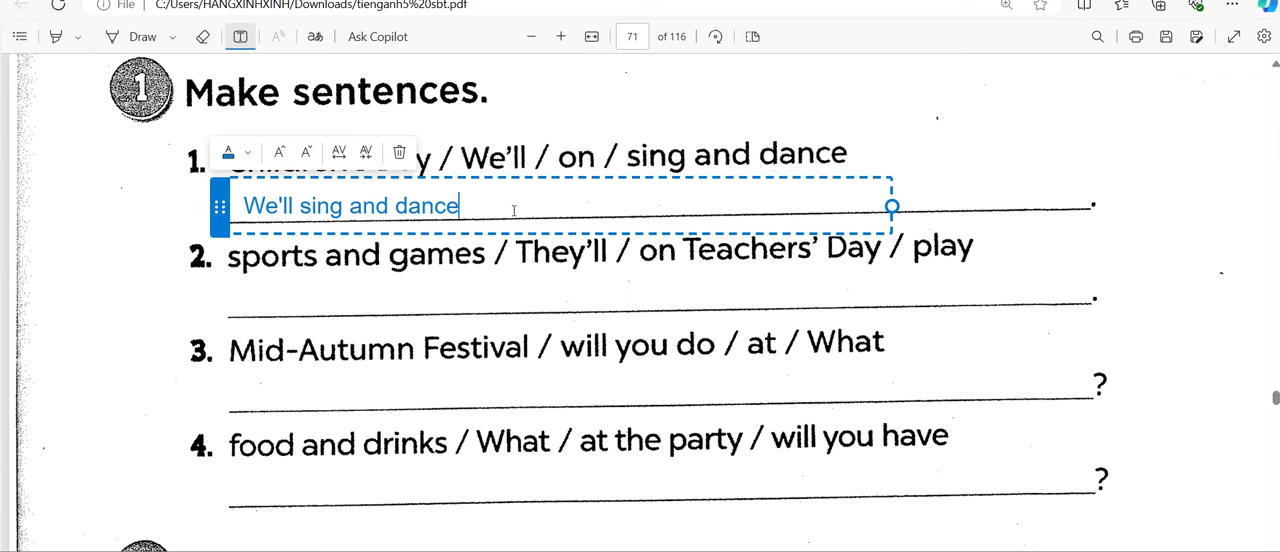 File C:/Users/HANGXINHXINH/Downloads/tienganh5%20sbt.pdf
Draw aあ Ask Copilot 71 of 116
1 Make sentences.
1. y / We'll / on / sing and dance
We'll sing and dance .
2. sports and games / They'll / on Teachers' Day / play
.
3. Mid-Autumn Festival / will you do / at / What
?
4. food and drinks / What / at the party / will you have
?